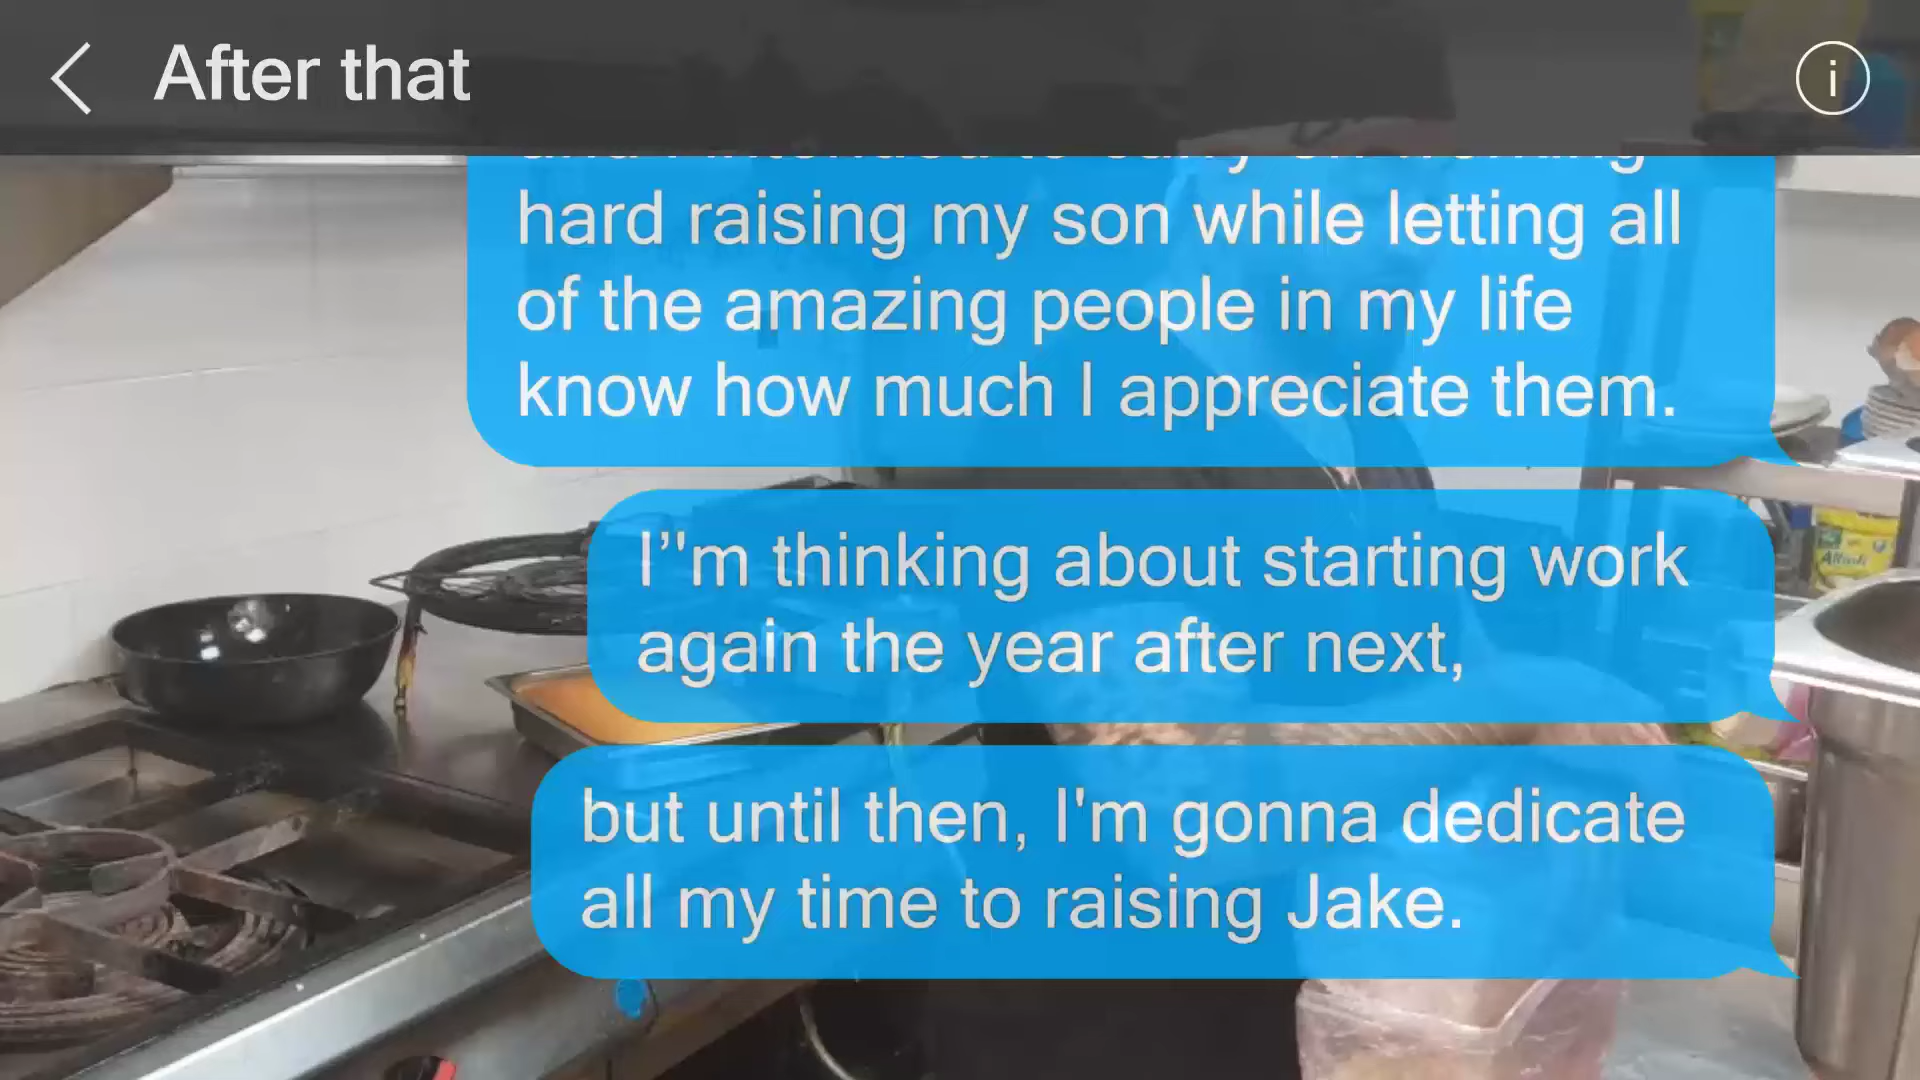 After that
hard raising my son while letting all
of the amazing people in my life
know how much I appreciate them.
I’'m thinking about starting work
again the year after next,
but until then, I'm gonna dedicate
all my time to raising Jake.